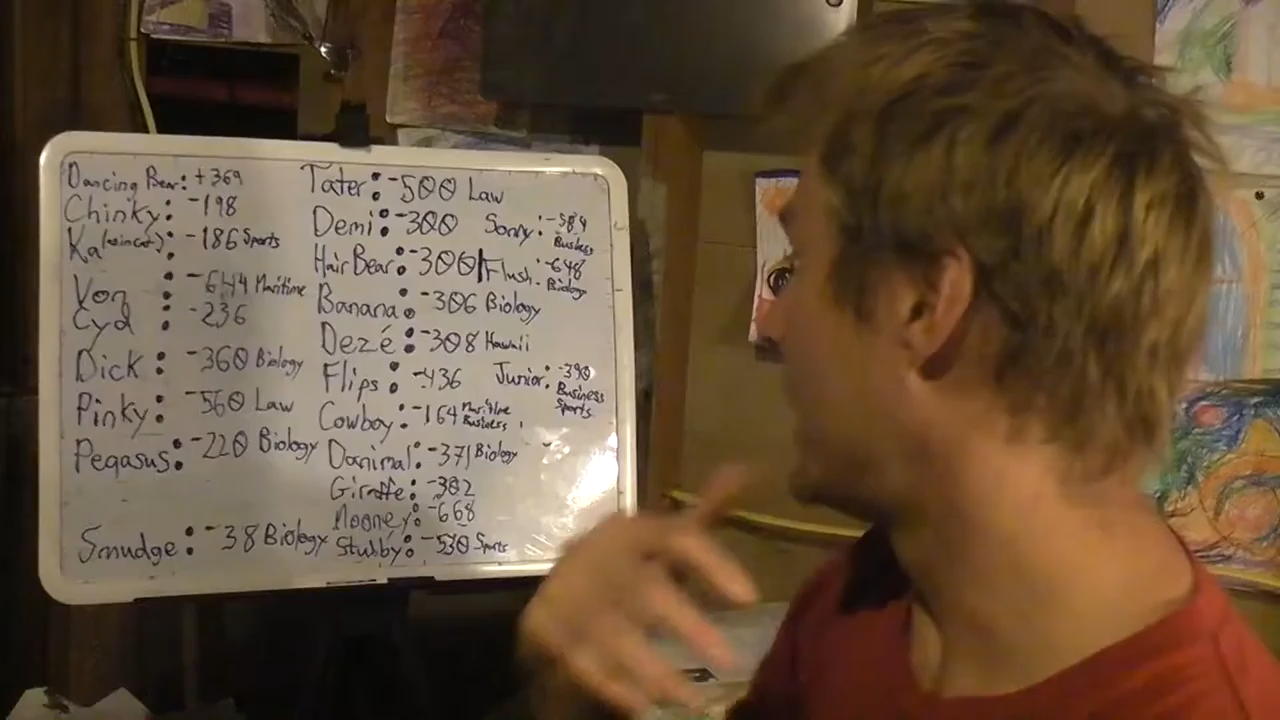 Dancing Bear: +369
Chinky: -198
Ka -186 Sports
Von : -644 Maritime
Cyd : -236
Dick : -360 Biology
Pinky: -560 Law
Pegasus: -220 Biology
Smudge: -38 Biology
Tater: -500 Law
Demi: -300
Hair Bear: -300
Banana: -306 Biology
Dezé: -308 Hawaii
Flips: -436
Cowboy: -164 Maritime Business
Danimal: -371 Biology
Giraffe: -302
Mooney: -668
Stubby: -530 Sports
Sonny: -584
Business
Flush: -648
Biology
Junior: -390
Business
Sports